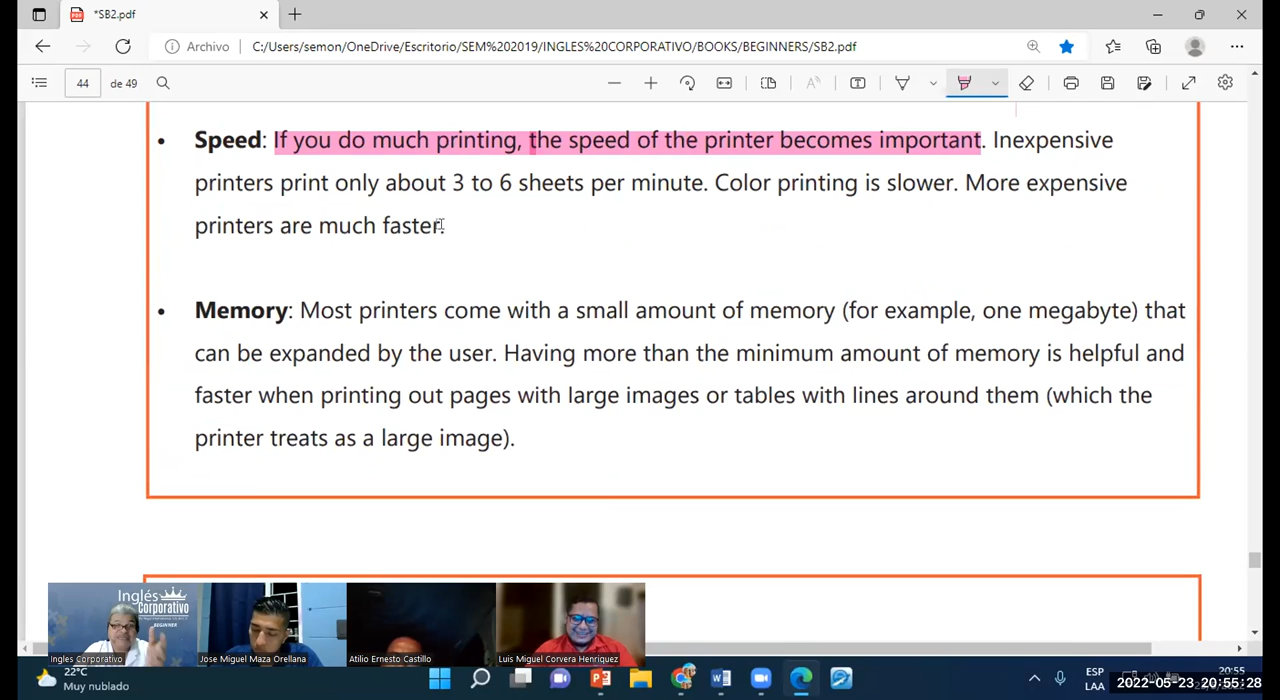 *SB2.pdf
Archivo
C:/Users/semon/OneDrive/Escritorio/SEM%202019/INGLES%20CORPORATIVO/BOOKS/BEGINNERS/SB2.pdf
44 de 49
• Speed: If you do much printing, the speed of the printer becomes important. Inexpensive
printers print only about 3 to 6 sheets per minute. Color printing is slower. More expensive
printers are much faster.
• Memory: Most printers come with a small amount of memory (for example, one megabyte) that
can be expanded by the user. Having more than the minimum amount of memory is helpful and
faster when printing out pages with large images or tables with lines around them (which the
printer treats as a large image).
Inglés
Corporativo
BEGINNER
Ingles Corporativo
Jose Miguel Maza Orellana
Atilio Ernesto Castillo
Luis Miguel Corvera Henriquez
22°C
Muy nublado
ESP
LAA
20:55
2022-05-23 20:55:28